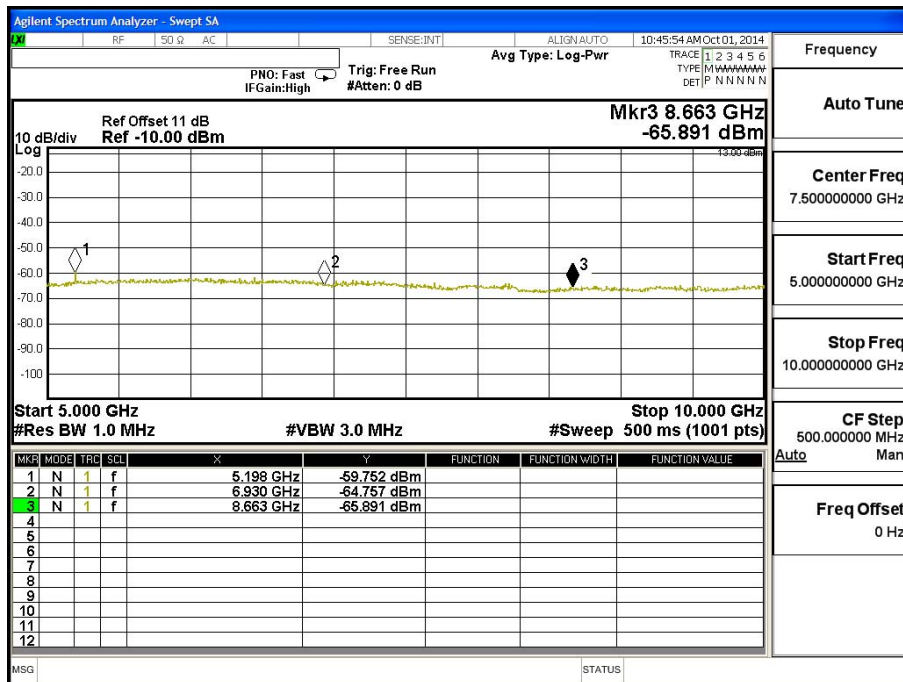 Agilent Spectrum Analyzer - Swept SA
LXI RF 50 Ω AC SENSE:INT ALIGN AUTO 10:45:54 AM Oct 01, 2014
Frequency
Avg Type: Log-Pwr TRACE 1 2 3 4 5 6
TYPE M W W W W W
DET P N N N N N
PNO: Fast Trig: Free Run
IFGain:High #Atten: 0 dB
Auto Tune
Mkr3 8.663 GHz
-65.891 dBm
Ref Offset 11 dB
10 dB/div Ref -10.00 dBm
Log
-13.00 dBm
-20.0
-30.0
-40.0
-50.0
-60.0
-70.0
-80.0
-90.0
-100
1
2
3
Center Freq
7.500000000 GHz
Start Freq
5.000000000 GHz
Stop Freq
10.000000000 GHz
Start 5.000 GHz Stop 10.000 GHz
#Res BW 1.0 MHz #VBW 3.0 MHz #Sweep 500 ms (1001 pts)
CF Step
500.000000 MHz
Auto Man
MKR MODE TRC SCL X Y FUNCTION FUNCTION WIDTH FUNCTION VALUE
1 N 1 f 5.198 GHz -59.752 dBm
2 N 1 f 6.930 GHz -64.757 dBm
3 N 1 f 8.663 GHz -65.891 dBm
4
5
6
7
8
9
10
11
12
Freq Offset
0 Hz
MSG STATUS